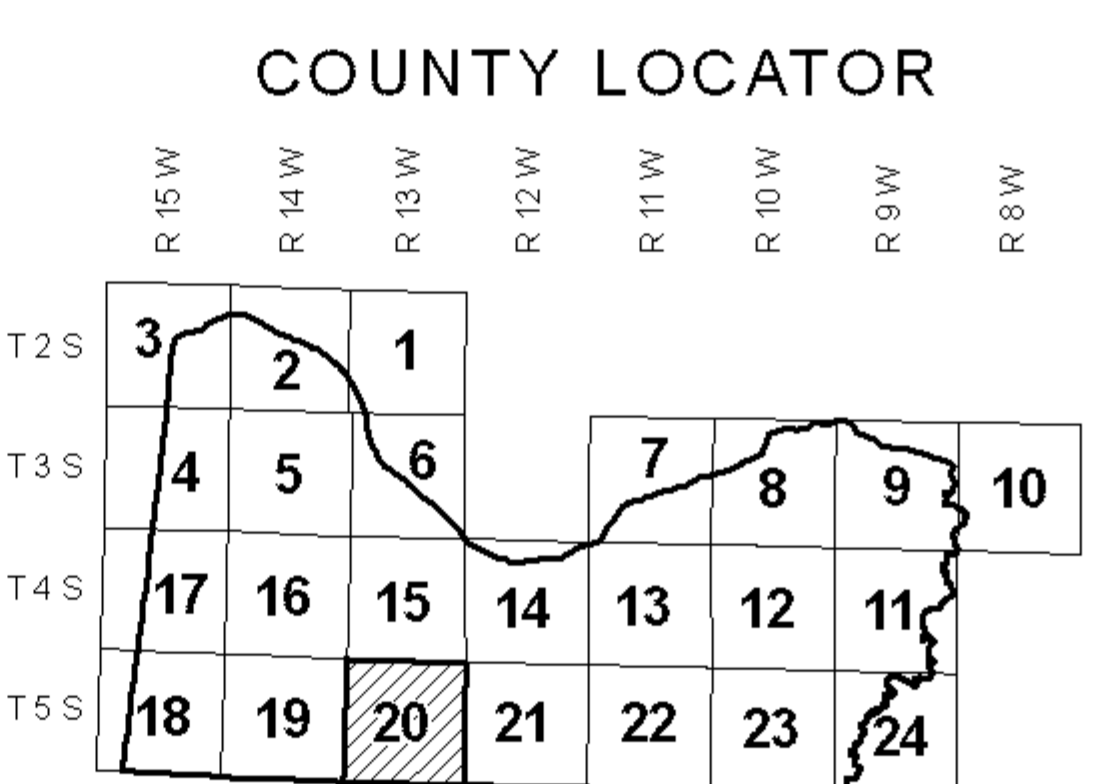 COUNTY LOCATOR
R 15 W R 14 W R 13 W R 12 W R 11 W R 10 W R 9 W R 8 W
T 2 S 3 2 1
T 3 S 4 5 6 7 8 9 10
T 4 S 17 16 15 14 13 12 11
T 5 S 18 19 20 21 22 23 24